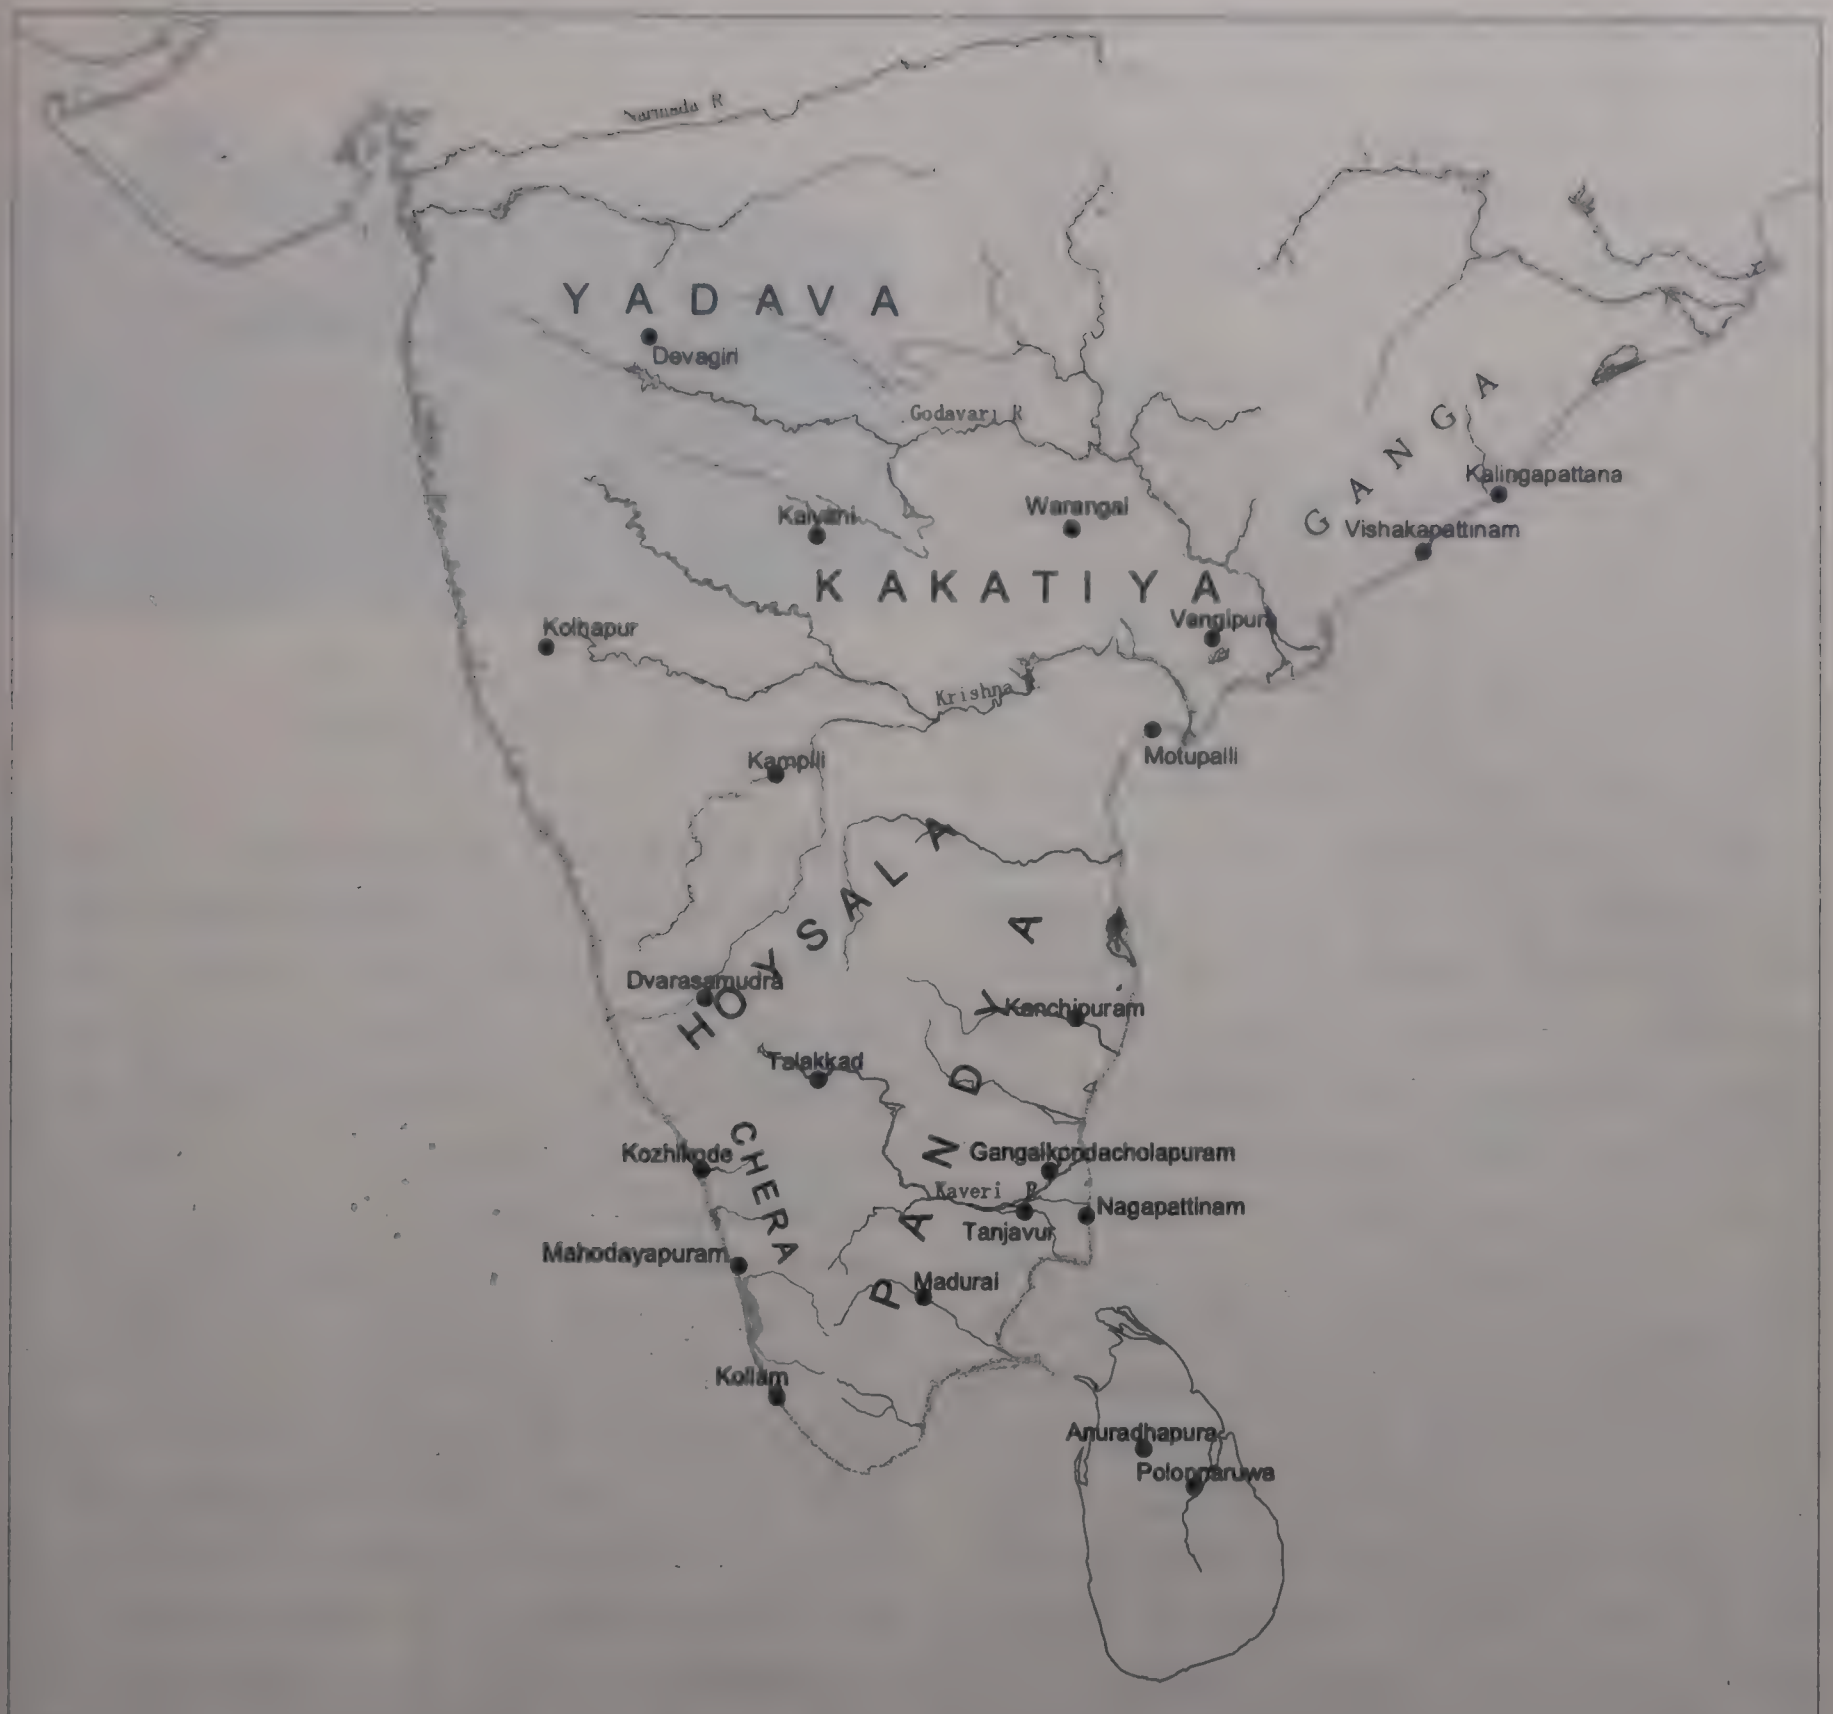 Narmada R
YADAVA
Devagiri
Godavari R
GANGA
Kalingapattana
Vishakapattinam
Kalyani
Warangal
KAKATIYA
Vengipura
Kolhapur
Krishna
Motupalli
Kampili
HOYSALA
Dvarasamudra
PANDYA
Kanchipuram
Talakkad
CHERA
Kozhikode
Gangaikondacholapuram
Kaveri R
Nagapattinam
Tanjavur
Mahodayapuram
Madurai
Kollam
Anuradhapura
Polonnaruwa